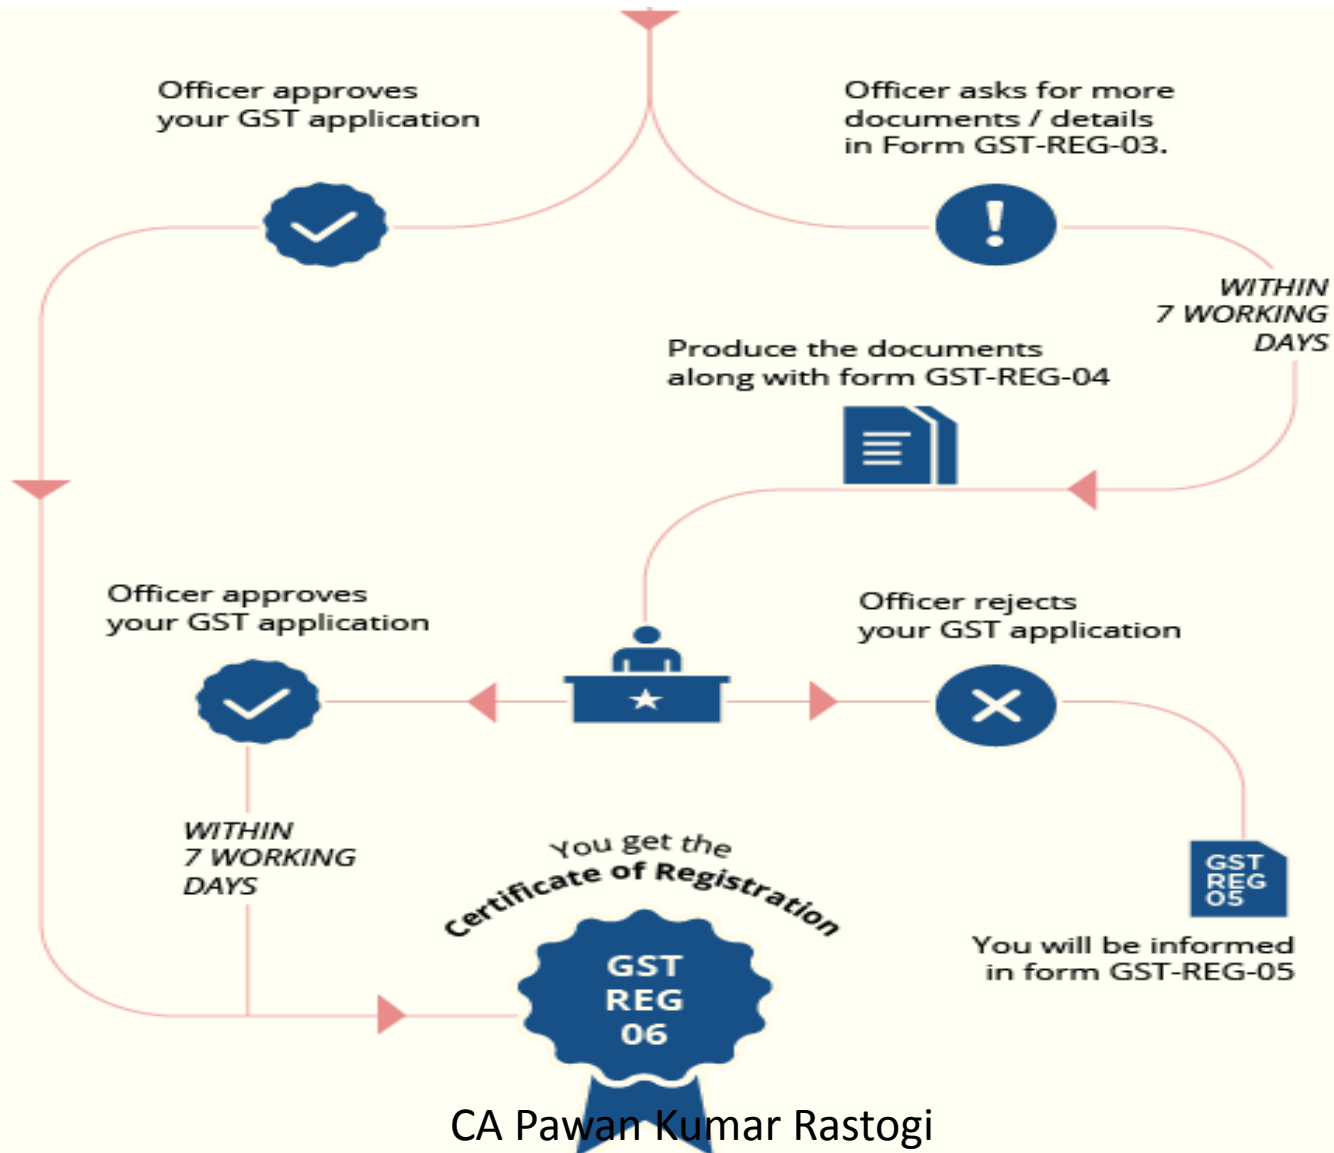 Officer approves
your GST application
Officer asks for more
documents / details
in Form GST-REG-03.
WITHIN
7 WORKING
DAYS
Produce the documents
along with form GST-REG-04
Officer approves
your GST application
Officer rejects
your GST application
WITHIN
7 WORKING
DAYS
You get the
Certificate of Registration
GST
REG
06
GST
REG
05
You will be informed
in form GST-REG-05
CA Pawan Kumar Rastogi